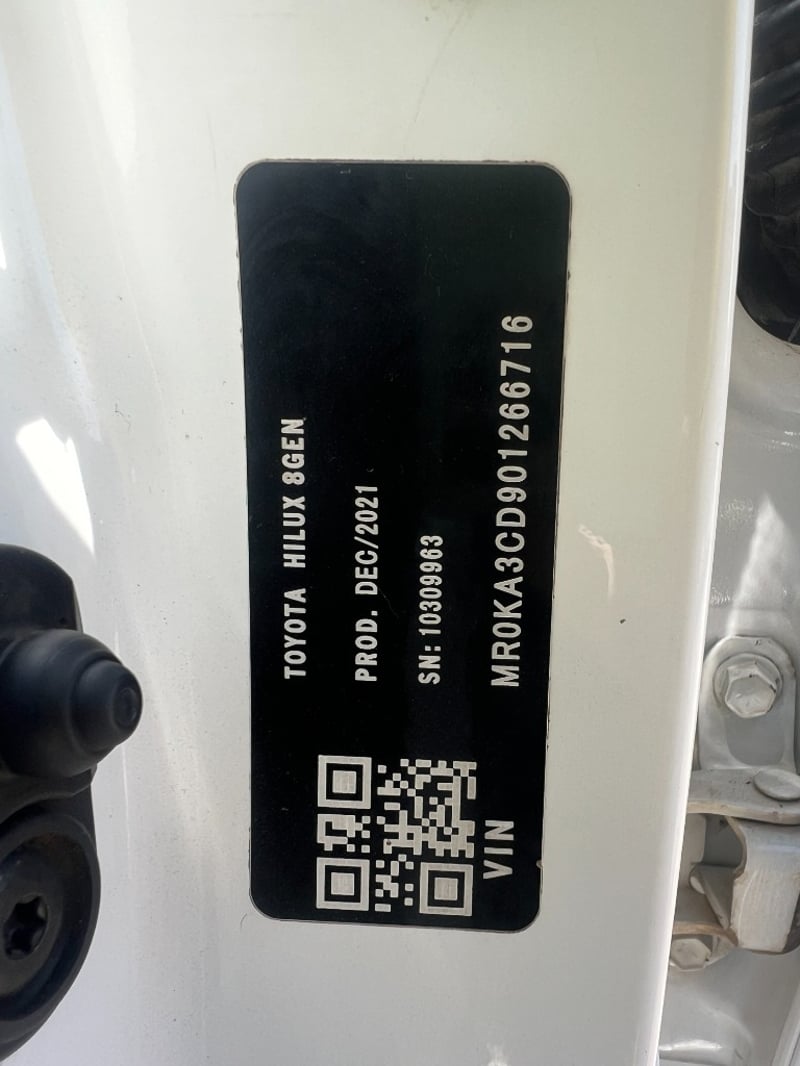 TOYOTA HILUX 8GEN
PROD. DEC/2021
SN: 10309963
VIN MR0KA3CD901266716